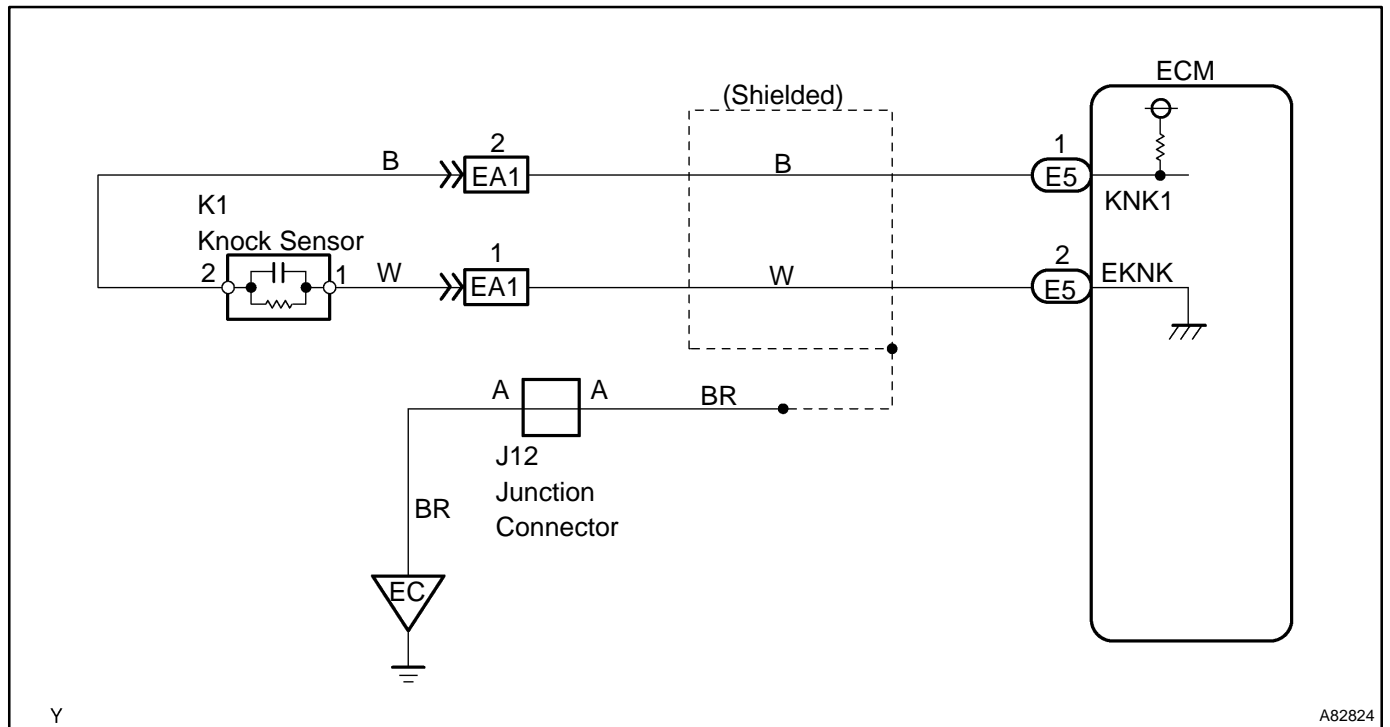 ECM
(Shielded)
2
B
EA1
B
1
E5
KNK1
K1
Knock Sensor
2
1
W
1
EA1
W
2
E5
EKNK
A
A
BR
J12
Junction
Connector
BR
EC
Y
A82824